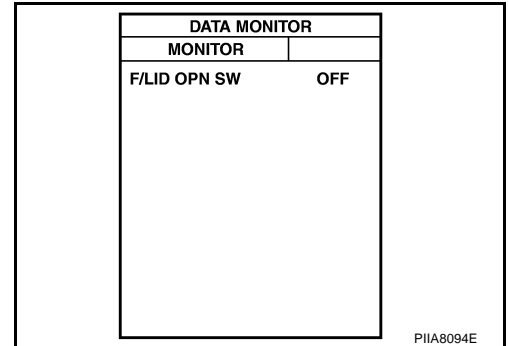 DATA MONITOR
MONITOR
F/LID OPN SW OFF
PIIA8094E